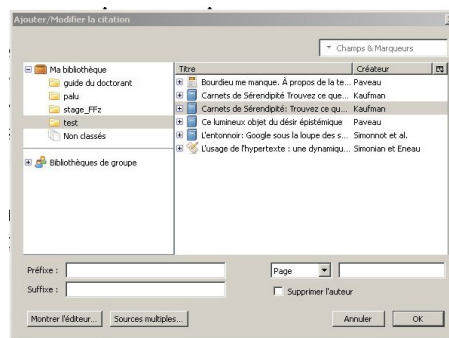 Ajouter/Modifier la citation
Champs & Marqueurs
Ma bibliothèque
guide du doctorant
palu
stage_FFz
test
Non classés
Bibliothèques de groupe
Titre Créateur
Bourdieu me manque. À propos de la te... Paveau
Carnets de Sérendipité Trouvez ce que... Kaufman
Carnets de Sérendipité: Trouvez ce qu... Kaufman
Ce lumineux objet du désir épistémique Paveau
L'entonnoir: Google sous la loupe des s... Simonnot et al.
L'usage de l'hypertexte : une dynamiqu... Simonian et Eneau
Préfixe :
Page
Suffixe :
Supprimer l'auteur
Montrer l'éditeur... Sources multiples... Annuler OK